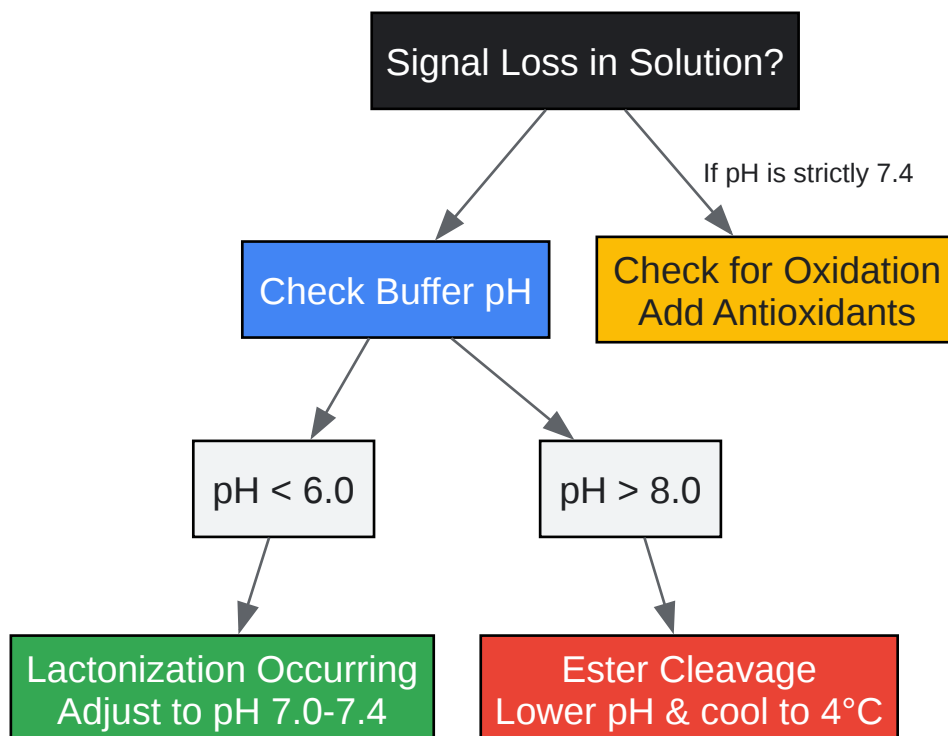 Signal Loss in Solution?
If pH is strictly 7.4
Check Buffer pH
Check for Oxidation
Add Antioxidants
pH < 6.0
pH > 8.0
Lactonization Occurring
Adjust to pH 7.0-7.4
Ester Cleavage
Lower pH & cool to 4°C